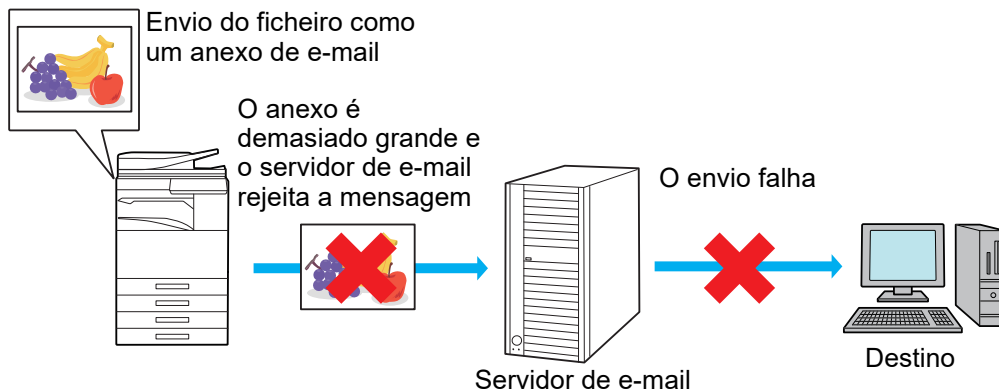 Envio do ficheiro como
um anexo de e-mail
O anexo é
demasiado grande e
o servidor de e-mail
rejeita a mensagem
O envio falha
Servidor de e-mail
Destino